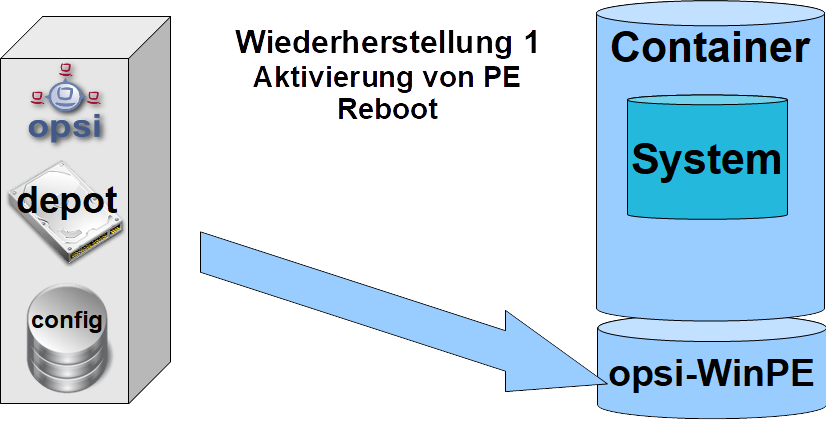 Wiederherstellung 1
Aktivierung von PE
Reboot
opsi
depot
config
Container
System
opsi-WinPE